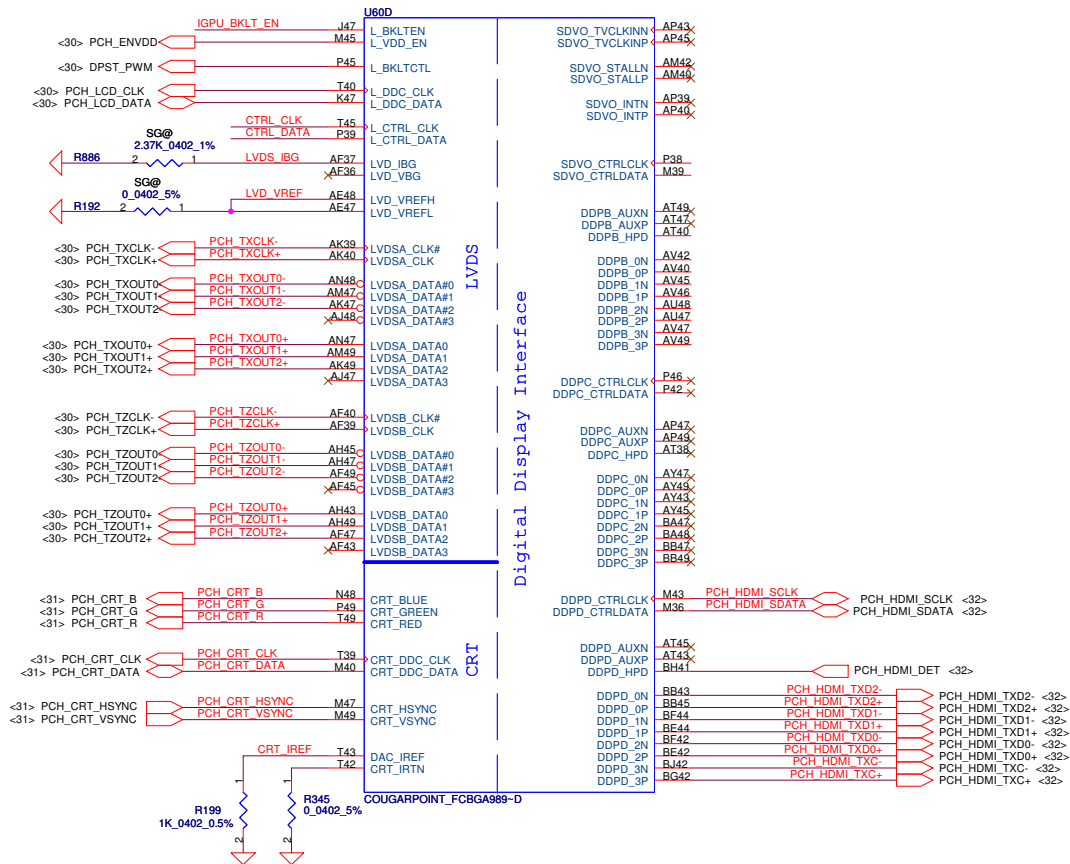 U60D
IGPU_BKLT_EN J47 L_BKLTEN
<30> PCH_ENVDD M45 L_VDD_EN
<30> DPST_PWM P45 L_BKLTCTL
<30> PCH_LCD_CLK T40 L_DDC_CLK
<30> PCH_LCD_DATA K47 L_DDC_DATA
CTRL_CLK T45 L_CTRL_CLK
CTRL_DATA P39 L_CTRL_DATA
SG@
2.37K_0402_1%
R886 2 1 LVDS_IBG AF37 LVD_IBG
AF36 LVD_VBG
SG@
0_0402_5%
LVD_VREF AE48 LVD_VREFH
R192 2 1 AE47 LVD_VREFL
<30> PCH_TXCLK- PCH_TXCLK- AK39 LVDSA_CLK#
<30> PCH_TXCLK+ PCH_TXCLK+ AK40 LVDSA_CLK
<30> PCH_TXOUT0- PCH_TXOUT0- AN48 LVDSA_DATA#0
<30> PCH_TXOUT1- PCH_TXOUT1- AM47 LVDSA_DATA#1
<30> PCH_TXOUT2- PCH_TXOUT2- AK47 LVDSA_DATA#2
AJ48 LVDSA_DATA#3
<30> PCH_TXOUT0+ PCH_TXOUT0+ AN47 LVDSA_DATA0
<30> PCH_TXOUT1+ PCH_TXOUT1+ AM49 LVDSA_DATA1
<30> PCH_TXOUT2+ PCH_TXOUT2+ AK49 LVDSA_DATA2
AJ47 LVDSA_DATA3
<30> PCH_TZCLK- PCH_TZCLK- AF40 LVDSB_CLK#
<30> PCH_TZCLK+ PCH_TZCLK+ AF39 LVDSB_CLK
<30> PCH_TZOUT0- PCH_TZOUT0- AH45 LVDSB_DATA#0
<30> PCH_TZOUT1- PCH_TZOUT1- AH47 LVDSB_DATA#1
<30> PCH_TZOUT2- PCH_TZOUT2- AF49 LVDSB_DATA#2
AF45 LVDSB_DATA#3
<30> PCH_TZOUT0+ PCH_TZOUT0+ AH43 LVDSB_DATA0
<30> PCH_TZOUT1+ PCH_TZOUT1+ AH49 LVDSB_DATA1
<30> PCH_TZOUT2+ PCH_TZOUT2+ AF47 LVDSB_DATA2
AF43 LVDSB_DATA3
<31> PCH_CRT_B PCH_CRT_B N48 CRT_BLUE
<31> PCH_CRT_G PCH_CRT_G P49 CRT_GREEN
<31> PCH_CRT_R PCH_CRT_R T49 CRT_RED
<31> PCH_CRT_CLK PCH_CRT_CLK T39 CRT_DDC_CLK
<31> PCH_CRT_DATA PCH_CRT_DATA M40 CRT_DDC_DATA
<31> PCH_CRT_HSYNC PCH_CRT_HSYNC M47 CRT_HSYNC
<31> PCH_CRT_VSYNC PCH_CRT_VSYNC M49 CRT_VSYNC
CRT_IREF T43 DAC_IREF
T42 CRT_IRTN
1 1
R199
1K_0402_0.5%
R345
0_0402_5%
2 2
LVDS
CRT
Digital Display Interface
SDVO_TVCLKINN AP43
SDVO_TVCLKINP AP45
SDVO_STALLN AM42
SDVO_STALLP AM40
SDVO_INTN AP39
SDVO_INTP AP40
SDVO_CTRLCLK P38
SDVO_CTRLDATA M39
DDPB_AUXN AT49
DDPB_AUXP AT47
DDPB_HPD AT40
DDPB_0N AV42
DDPB_0P AV40
DDPB_1N AV45
DDPB_1P AV46
DDPB_2N AU48
DDPB_2P AU47
DDPB_3N AV47
DDPB_3P AV49
DDPC_CTRLCLK P46
DDPC_CTRLDATA P42
DDPC_AUXN AP47
DDPC_AUXP AP49
DDPC_HPD AT38
DDPC_0N AY47
DDPC_0P AY49
DDPC_1N AY43
DDPC_1P AY45
DDPC_2N BA47
DDPC_2P BA48
DDPC_3N BB47
DDPC_3P BB49
DDPD_CTRLCLK M43 PCH_HDMI_SCLK PCH_HDMI_SCLK <32>
DDPD_CTRLDATA M36 PCH_HDMI_SDATA PCH_HDMI_SDATA <32>
DDPD_AUXN AT45
DDPD_AUXP AT43
DDPD_HPD BH41 PCH_HDMI_DET <32>
DDPD_0N BB43 PCH_HDMI_TXD2- PCH_HDMI_TXD2- <32>
DDPD_0P BB45 PCH_HDMI_TXD2+ PCH_HDMI_TXD2+ <32>
DDPD_1N BF44 PCH_HDMI_TXD1- PCH_HDMI_TXD1- <32>
DDPD_1P BE44 PCH_HDMI_TXD1+ PCH_HDMI_TXD1+ <32>
DDPD_2N BF42 PCH_HDMI_TXD0- PCH_HDMI_TXD0- <32>
DDPD_2P BE42 PCH_HDMI_TXD0+ PCH_HDMI_TXD0+ <32>
DDPD_3N BJ42 PCH_HDMI_TXC- PCH_HDMI_TXC- <32>
DDPD_3P BG42 PCH_HDMI_TXC+ PCH_HDMI_TXC+ <32>
COUGARPOINT_FCBGA989~D